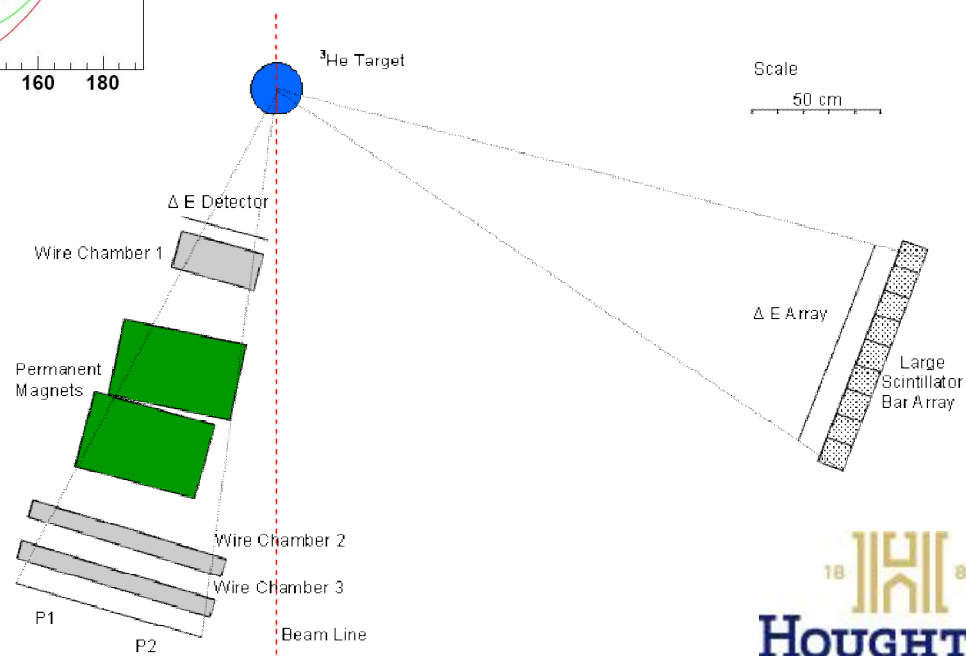 160 180
³He Target
Scale
50 cm
Δ E Detector
Wire Chamber 1
Δ E Array
Permanent
Magnets
Large
Scintillator
Bar Array
Wire Chamber 2
Wire Chamber 3
P1
P2
Beam Line
18 8
HOUGHT